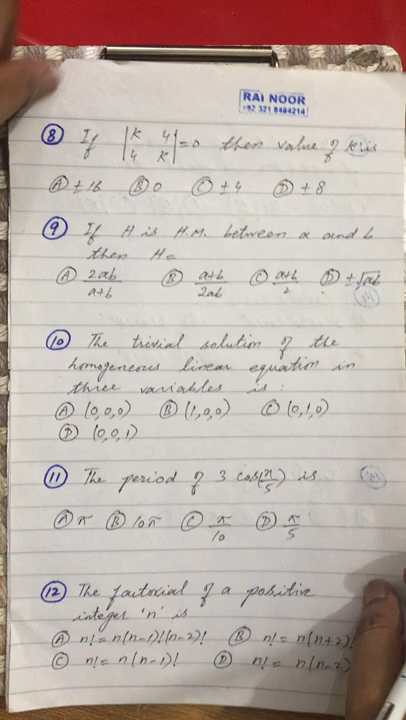 RAI NOOR
+92 321 8484214
⑧ If |K 4| = 0 then value of K is
|4 K|
Ⓐ ±16 Ⓑ 0 Ⓒ ±4 Ⓓ ±8
⑨ If H is H.M. between a and b
then H=
Ⓐ 2ab/a+b Ⓑ a+b/2ab Ⓒ a+b/2 Ⓓ ±√ab
⑩ The trivial solution of the
homogeneous linear equation in
three variables is:
Ⓐ (0,0,0) Ⓑ (1,0,0) Ⓒ (0,1,0)
Ⓓ (0,0,1)
⑪ The period of 3 cos(x/5) is
Ⓐ π Ⓑ 10π Ⓒ π/10 Ⓓ π/5
⑫ The factorial of a positive
integer 'n' is
Ⓐ n! = n(n-1)!(n-2)! Ⓑ n! = n(n+2)!
Ⓒ n! = n(n-1)! Ⓓ n! = n(n-2)